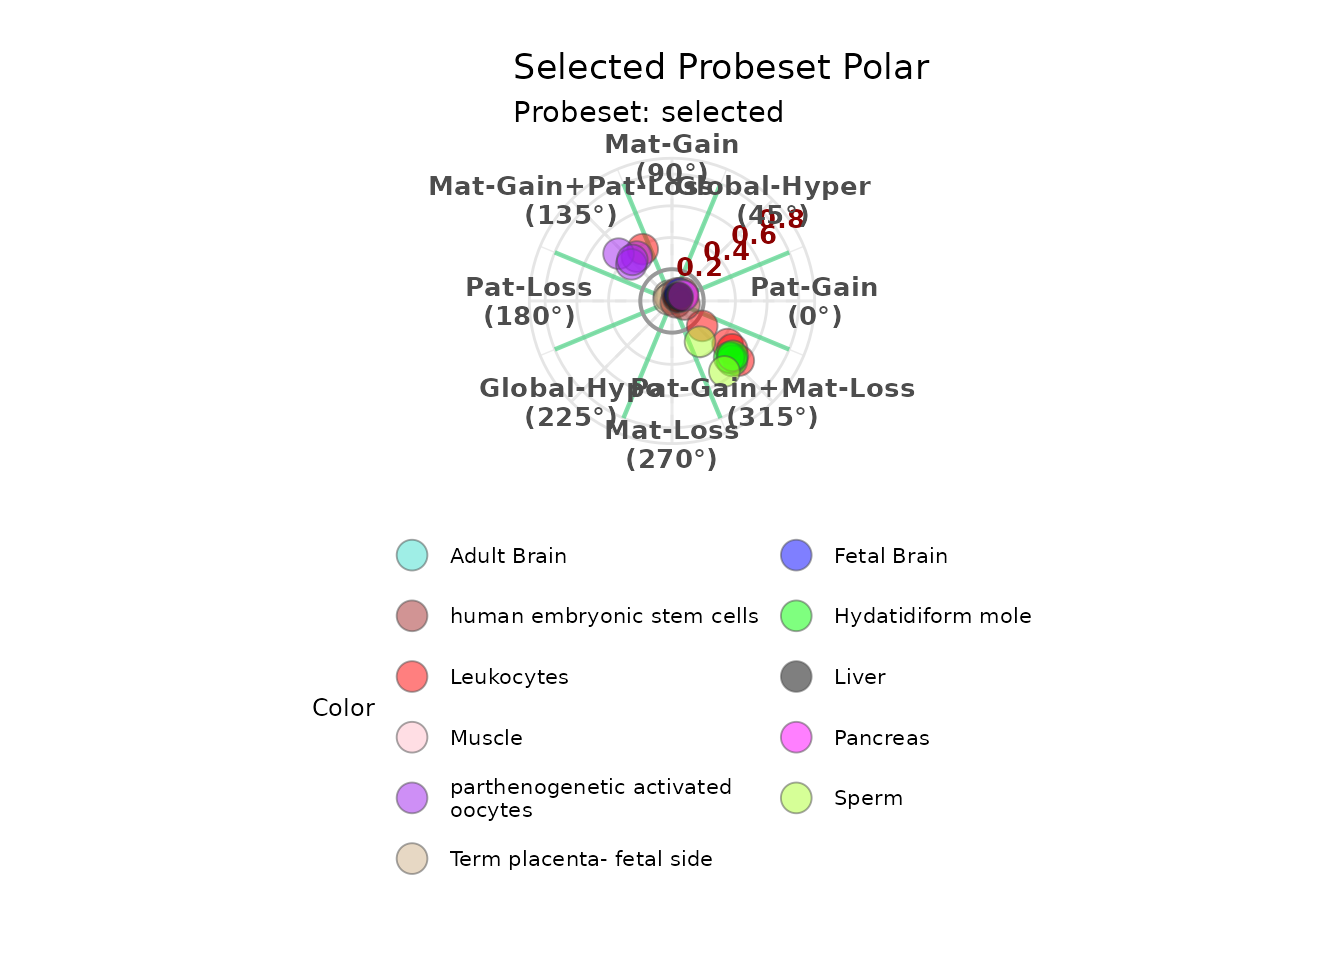 Selected Probeset Polar
Probeset: selected
Mat-Gain
(90°)
Mat-Gain+Pat-Loss
(135°)
Global-Hyper
(45°)
0.8
0.6
0.4
0.2
Pat-Loss
(180°)
Pat-Gain
(0°)
Global-Hypo
(225°)
Pat-Gain+Mat-Loss
(315°)
Mat-Loss
(270°)
Color
Adult Brain
human embryonic stem cells
Leukocytes
Muscle
parthenogenetic activated
oocytes
Term placenta- fetal side
Fetal Brain
Hydatidiform mole
Liver
Pancreas
Sperm